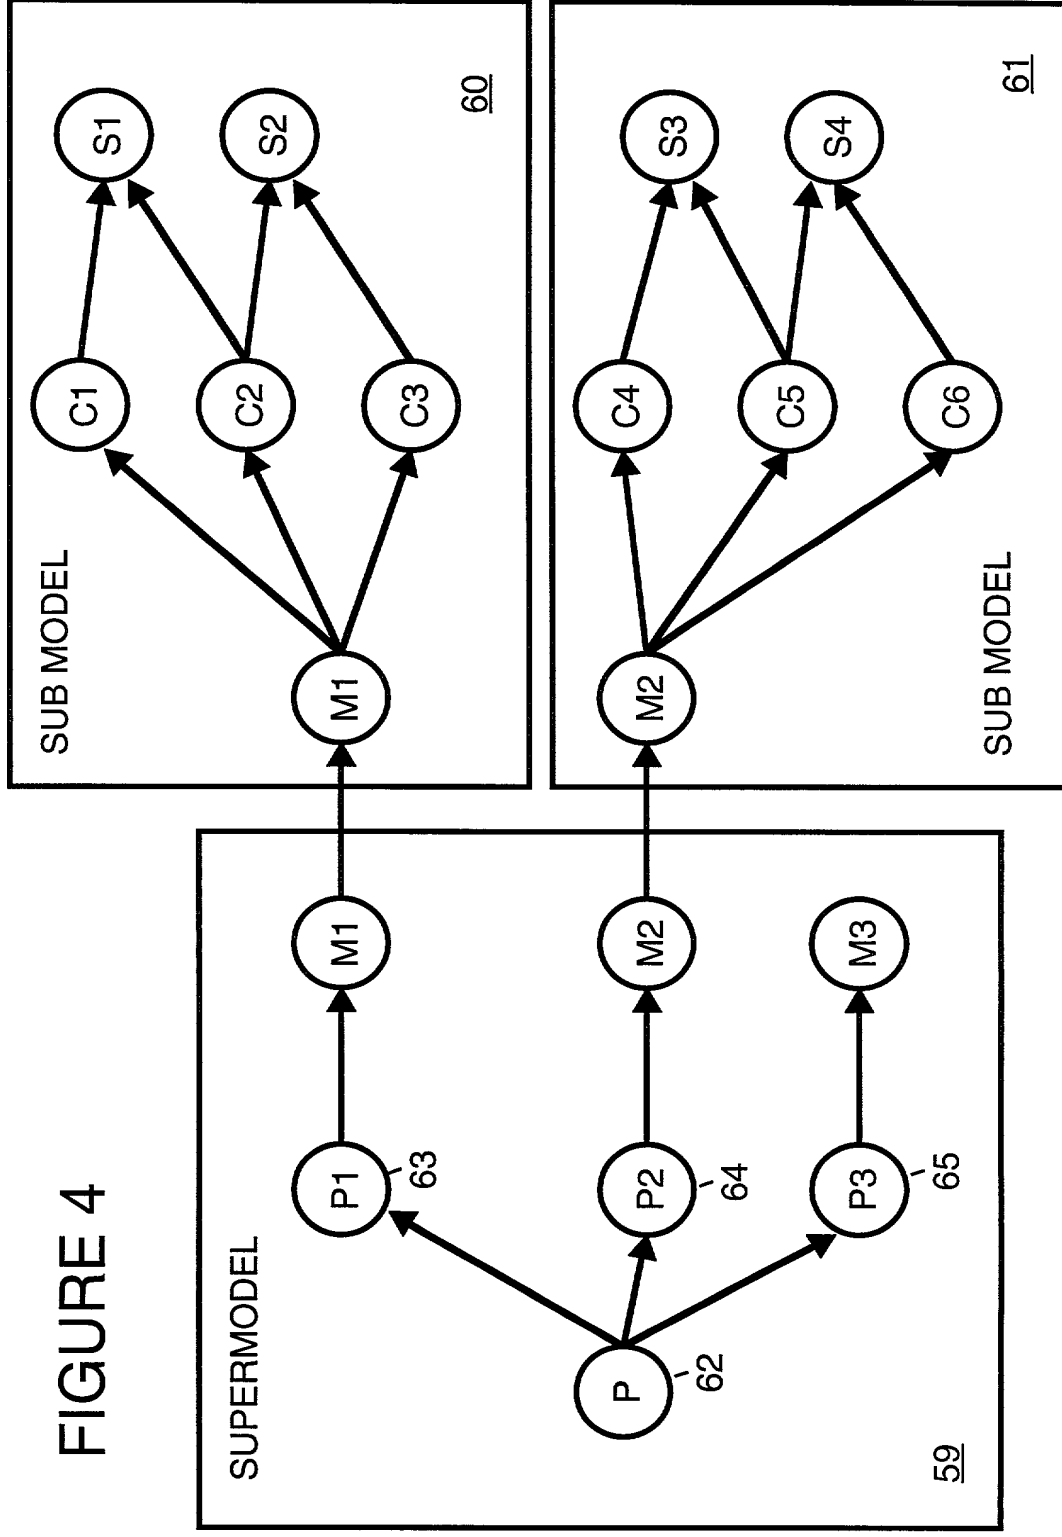 FIGURE 4
SUPERMODEL
P
62
P1
63
P2
64
P3
65
M1
M2
M3
59
SUB MODEL
M1
C1
C2
C3
S1
S2
60
SUB MODEL
M2
C4
C5
C6
S3
S4
61